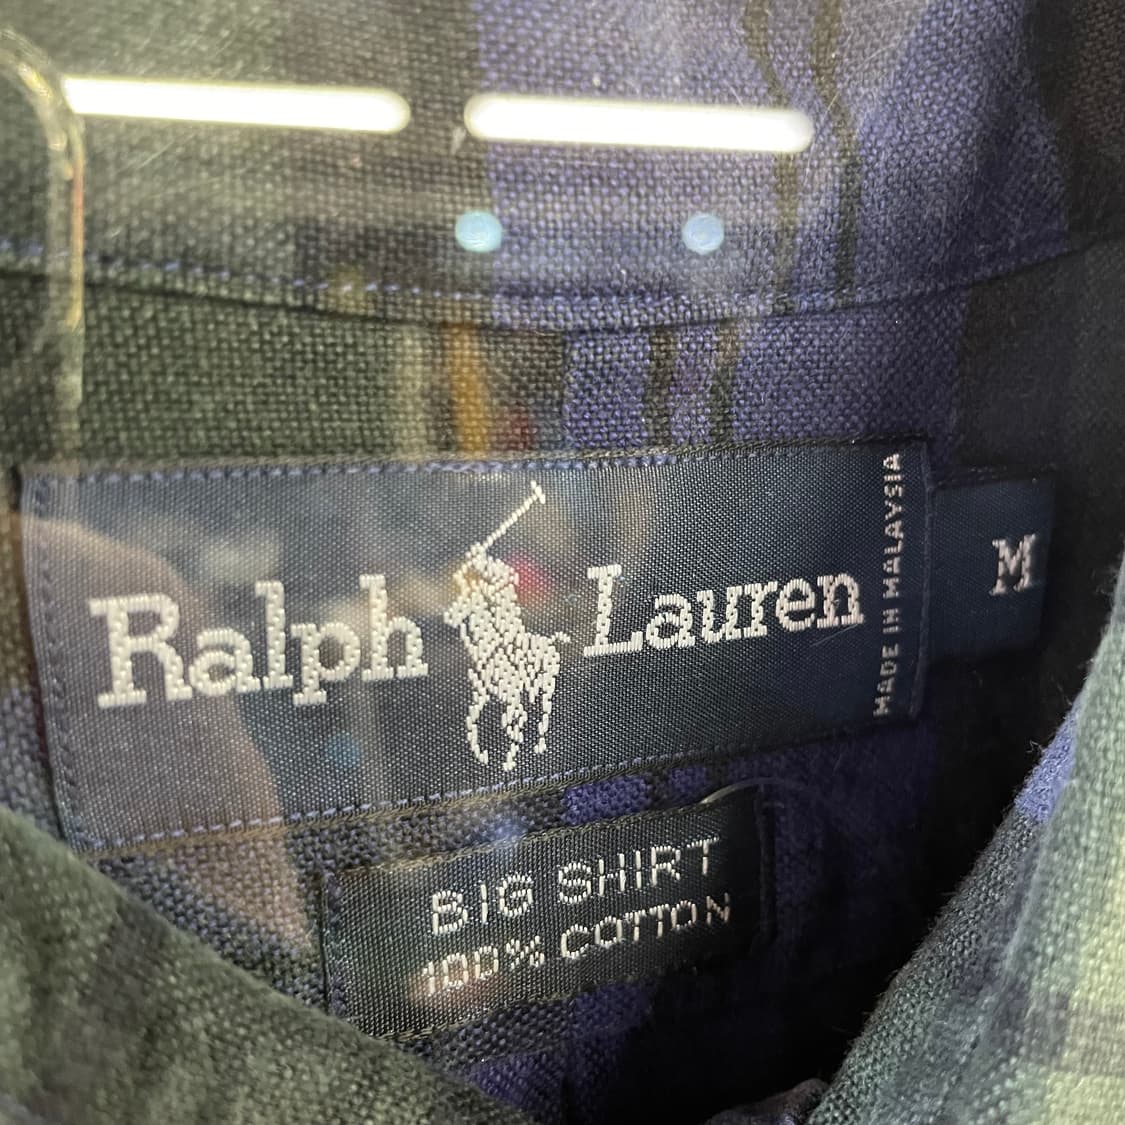 Ralph Lauren
MADE IN MALAYSIA
M
BIG SHIRT
100% COTTON